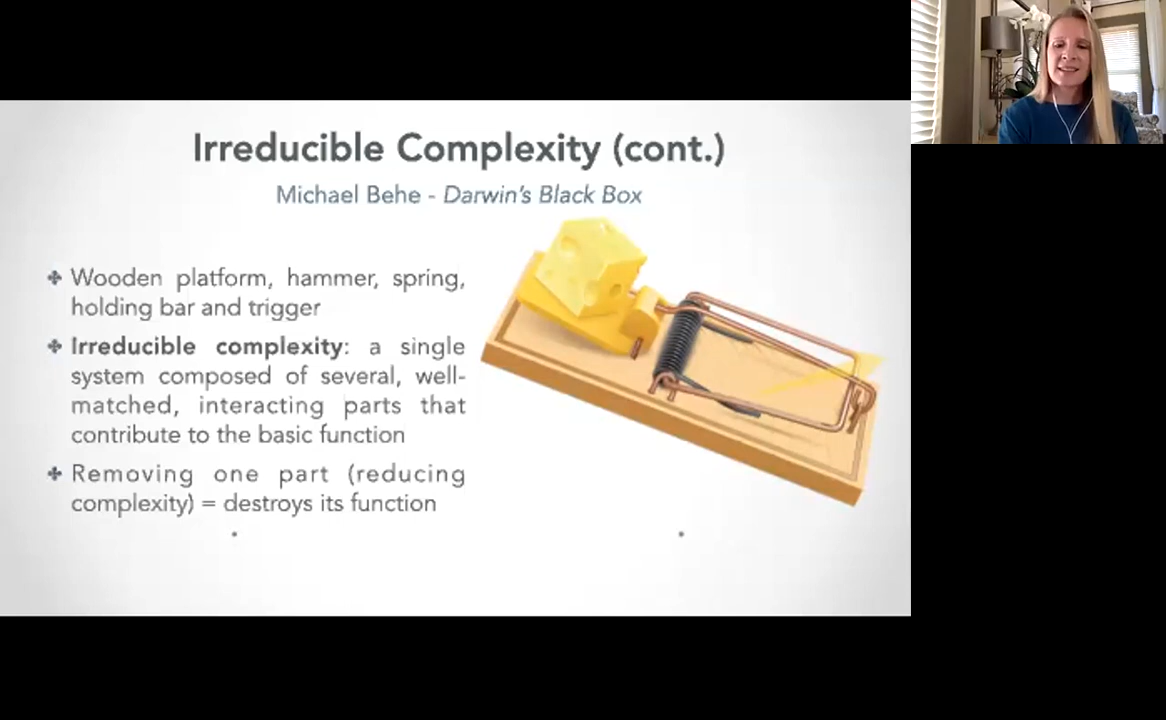 Irreducible Complexity (cont.)
Michael Behe - Darwin's Black Box
Wooden platform, hammer, spring,
holding bar and trigger
Irreducible complexity: a single
system composed of several, well-
matched, interacting parts that
contribute to the basic function
Removing one part (reducing
complexity) = destroys its function